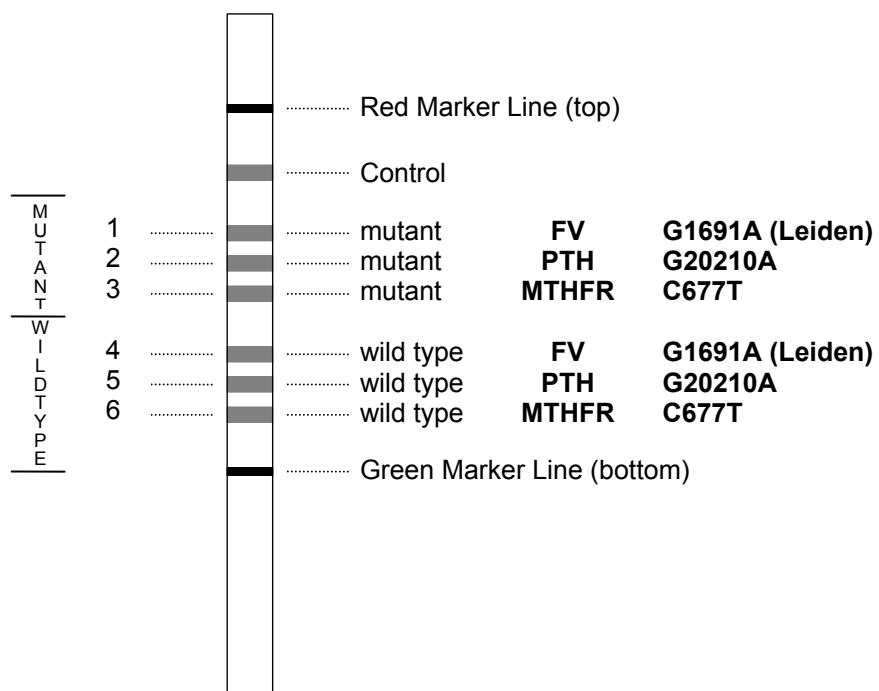 Red Marker Line (top)
Control
MUTANT
1 mutant FV G1691A (Leiden)
2 mutant PTH G20210A
3 mutant MTHFR C677T
WILDTYPE
4 wild type FV G1691A (Leiden)
5 wild type PTH G20210A
6 wild type MTHFR C677T
Green Marker Line (bottom)